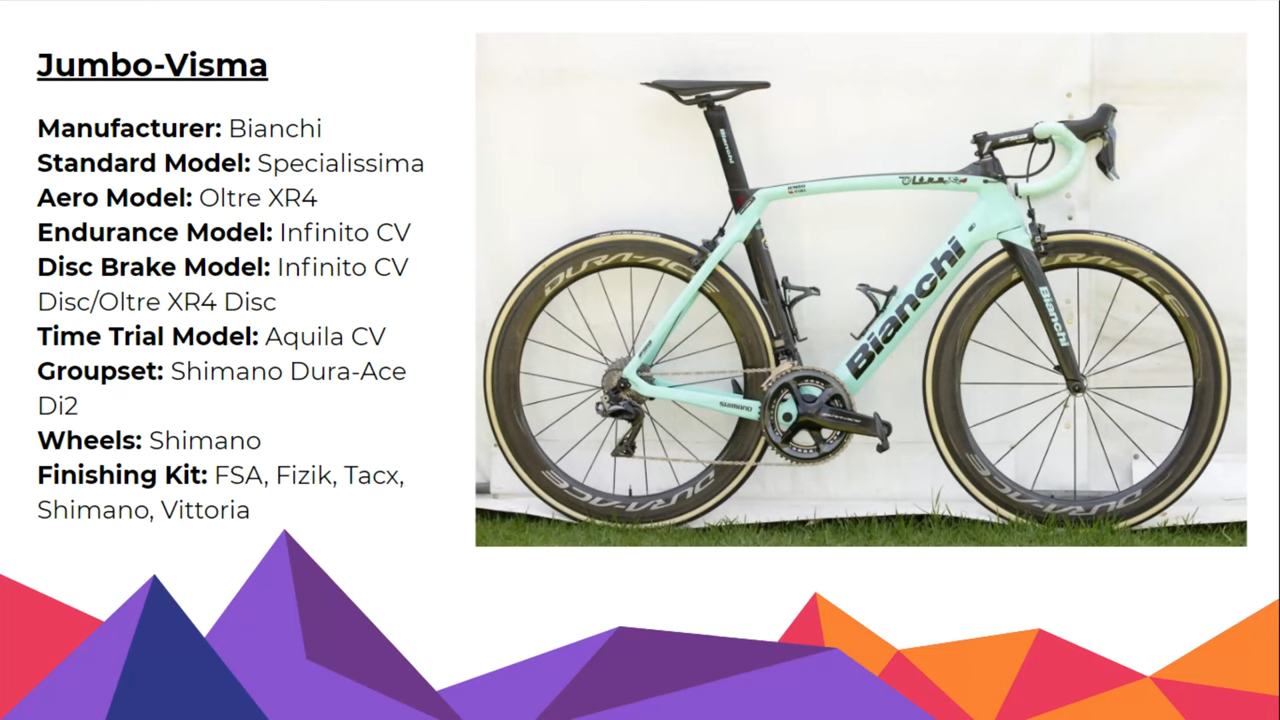 Jumbo-Visma
Manufacturer: Bianchi
Standard Model: Specialissima
Aero Model: Oltre XR4
Endurance Model: Infinito CV
Disc Brake Model: Infinito CV
Disc/Oltre XR4 Disc
Time Trial Model: Aquila CV
Groupset: Shimano Dura-Ace
Di2
Wheels: Shimano
Finishing Kit: FSA, Fizik, Tacx,
Shimano, Vittoria
Bianchi
Bianchi
Bianchi
DURA-ACE
DURA-ACE
DURA-ACE
DURA-ACE
SHIMANO